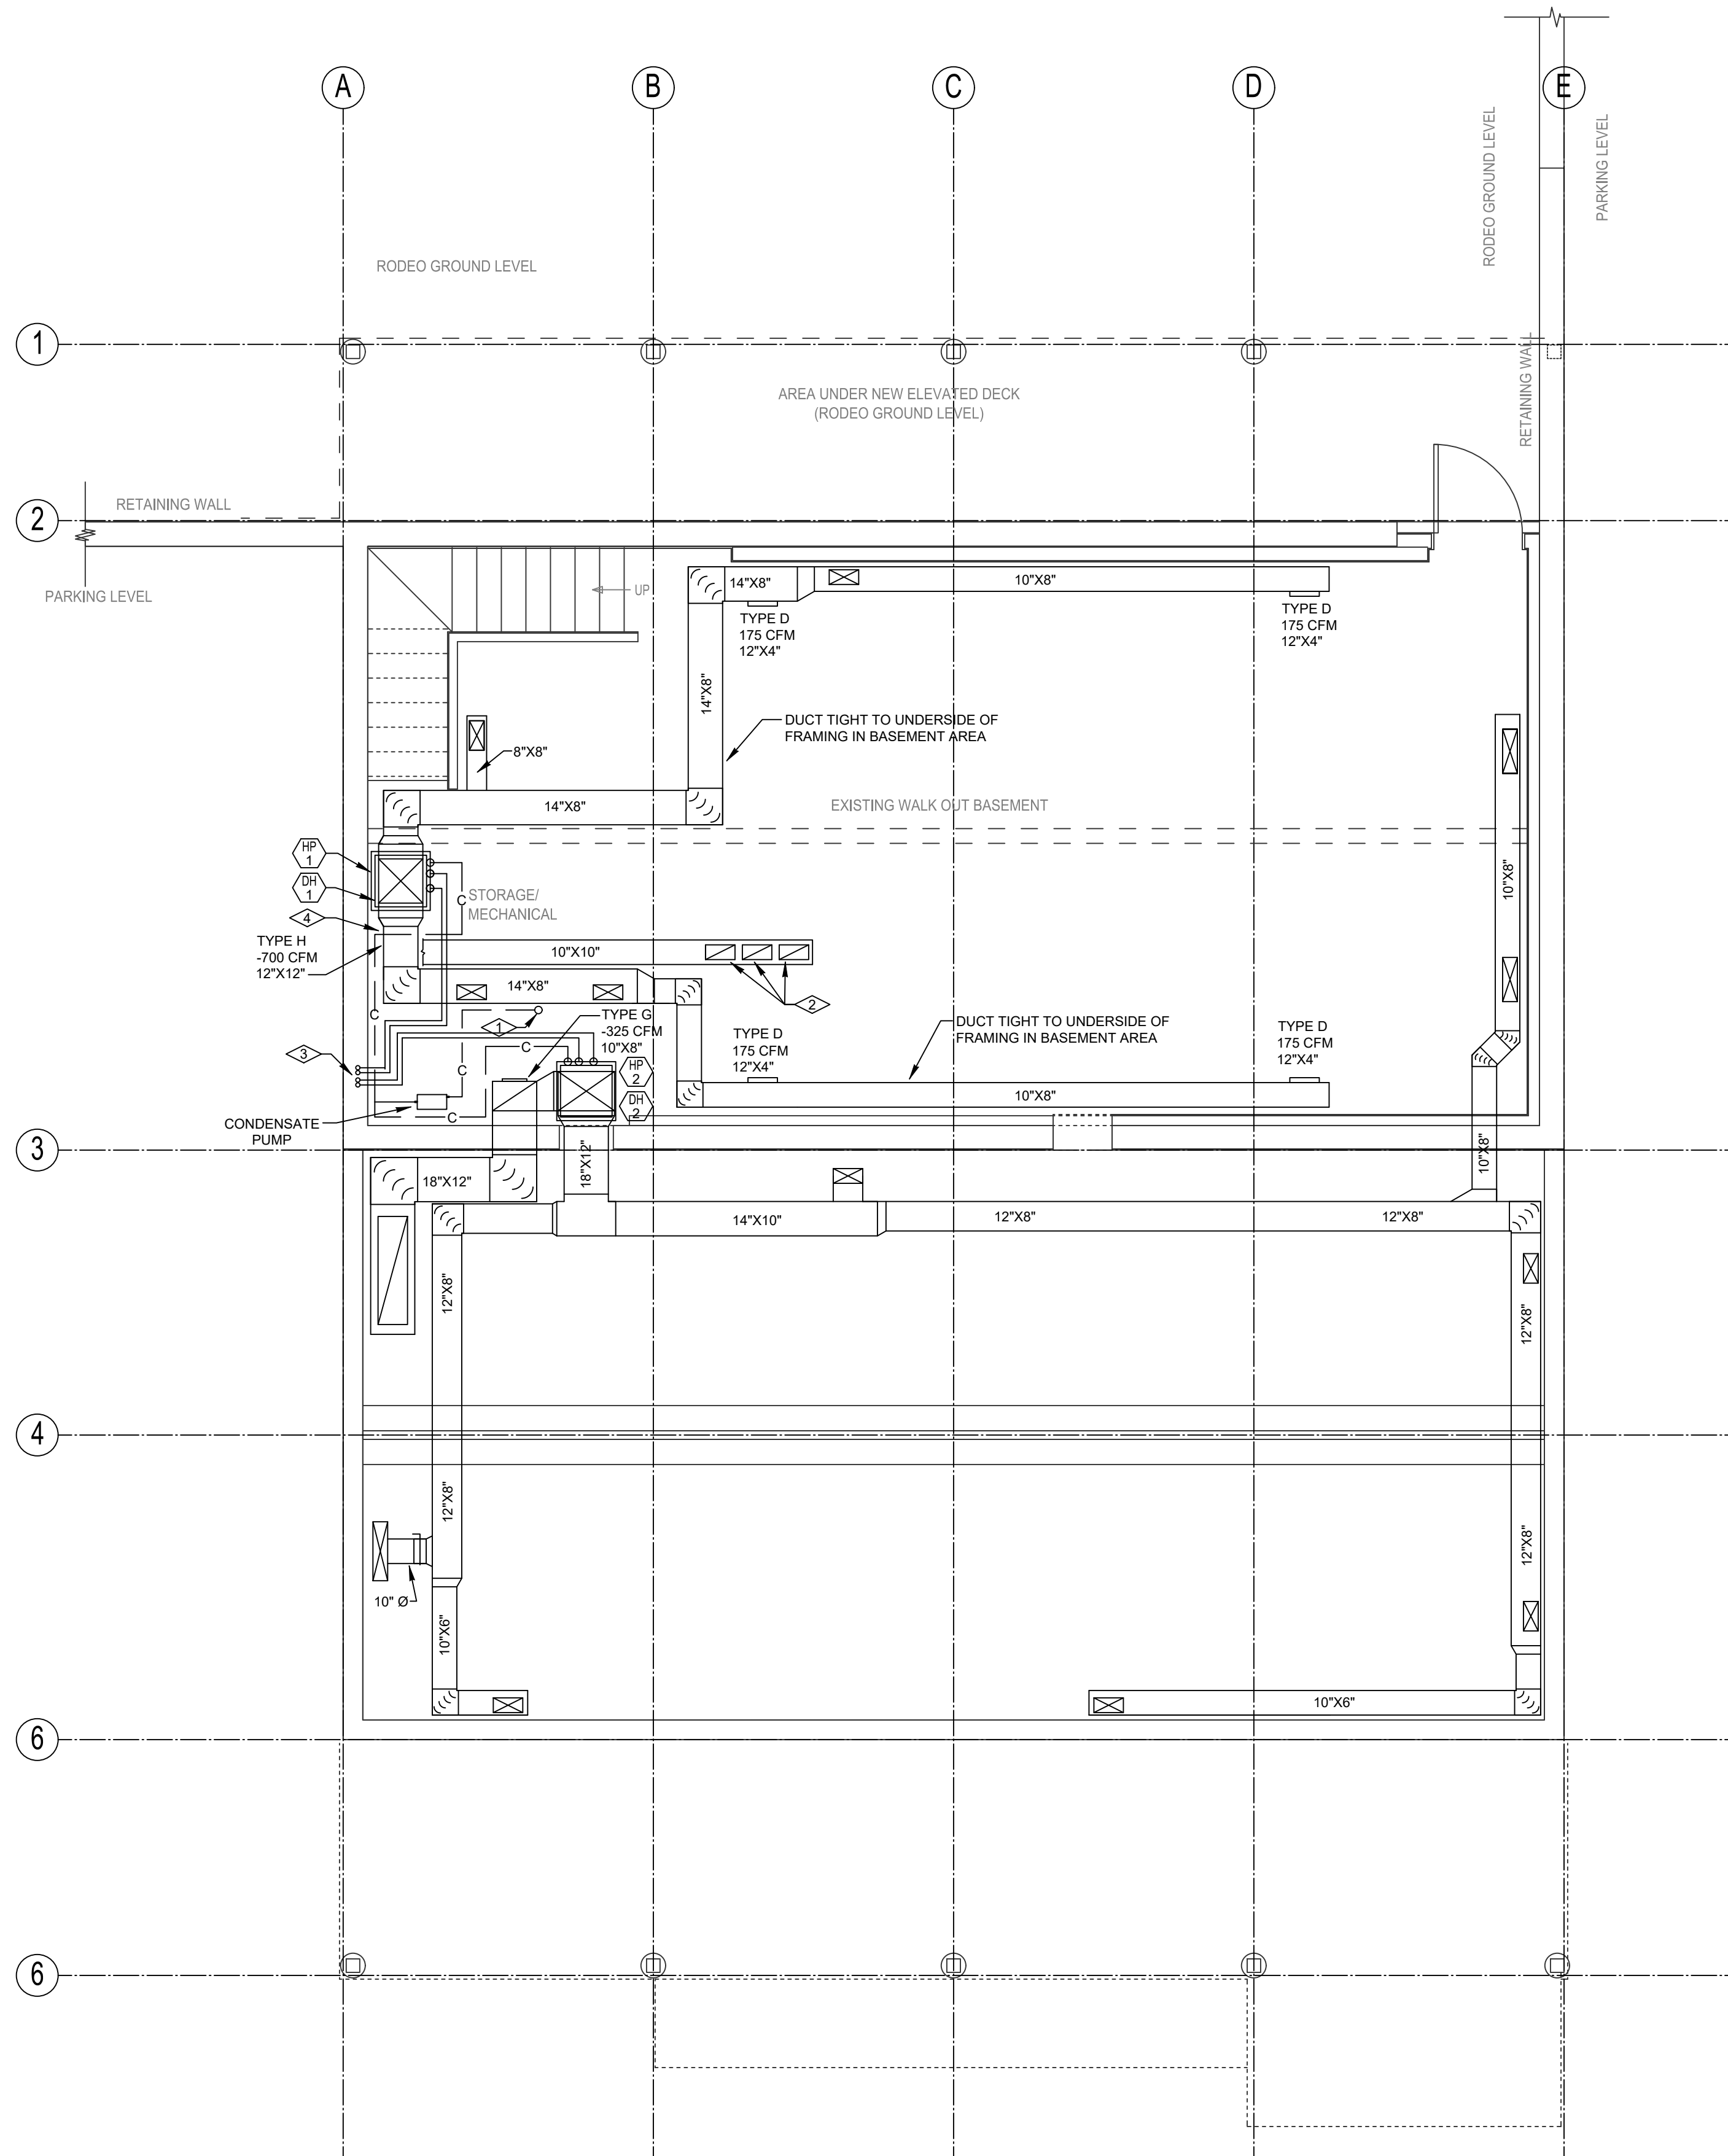 A
B
C
D
E
RODEO GROUND LEVEL
PARKING LEVEL
RODEO GROUND LEVEL
1
RETAINING WALL
AREA UNDER NEW ELEVATED DECK
(RODEO GROUND LEVEL)
2
RETAINING WALL
PARKING LEVEL
UP
14"X8"
10"X8"
TYPE D
175 CFM
12"X4"
TYPE D
175 CFM
12"X4"
14"X8"
DUCT TIGHT TO UNDERSIDE OF
FRAMING IN BASEMENT AREA
8"X8"
14"X8"
EXISTING WALK OUT BASEMENT
HP
1
DH
1
C
STORAGE/
MECHANICAL
10"X8"
4
TYPE H
-700 CFM
12"X12"
10"X10"
14"X8"
2
C
1
TYPE G
-325 CFM
10"X8"
TYPE D
175 CFM
12"X4"
DUCT TIGHT TO UNDERSIDE OF
FRAMING IN BASEMENT AREA
TYPE D
175 CFM
12"X4"
3
C
C
HP
2
DH
2
10"X8"
C
CONDENSATE
PUMP
3
18"X12"
10"X8"
18"X12"
14"X10"
12"X8"
12"X8"
12"X8"
12"X8"
4
12"X8"
12"X8"
10" Ø
10"X6"
10"X6"
6
6